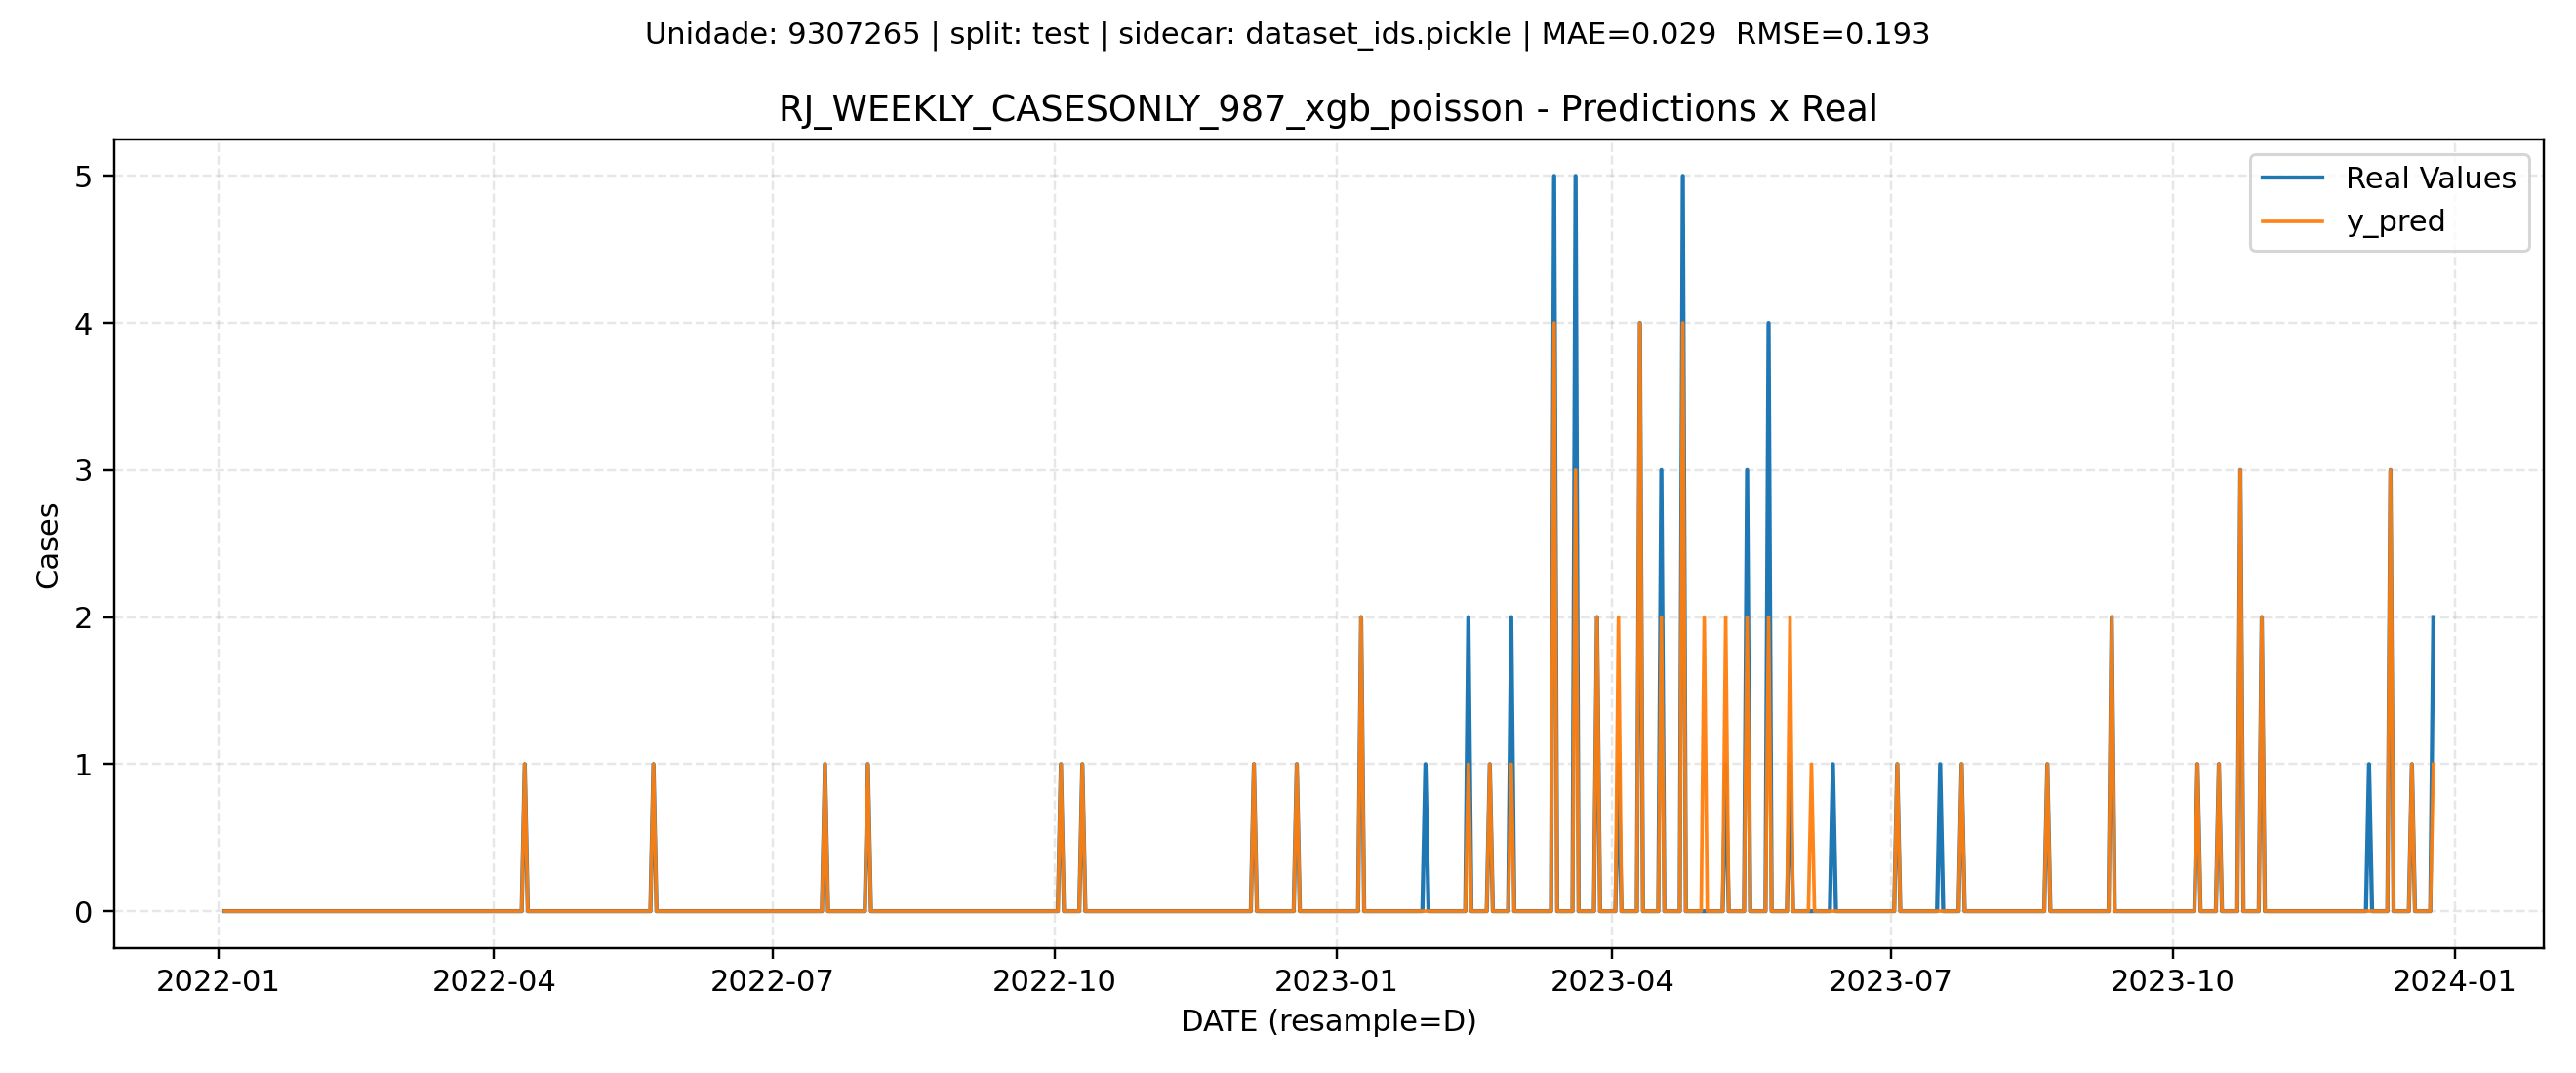 Unidade: 9307265 | split: test | sidecar: dataset_ids.pickle | MAE=0.029  RMSE=0.193
RJ_WEEKLY_CASESONLY_987_xgb_poisson - Predictions x Real
Real Values
y_pred
5
4
3
2
1
0
Cases
2022-01 2022-04 2022-07 2022-10 2023-01 2023-04 2023-07 2023-10 2024-01
DATE (resample=D)